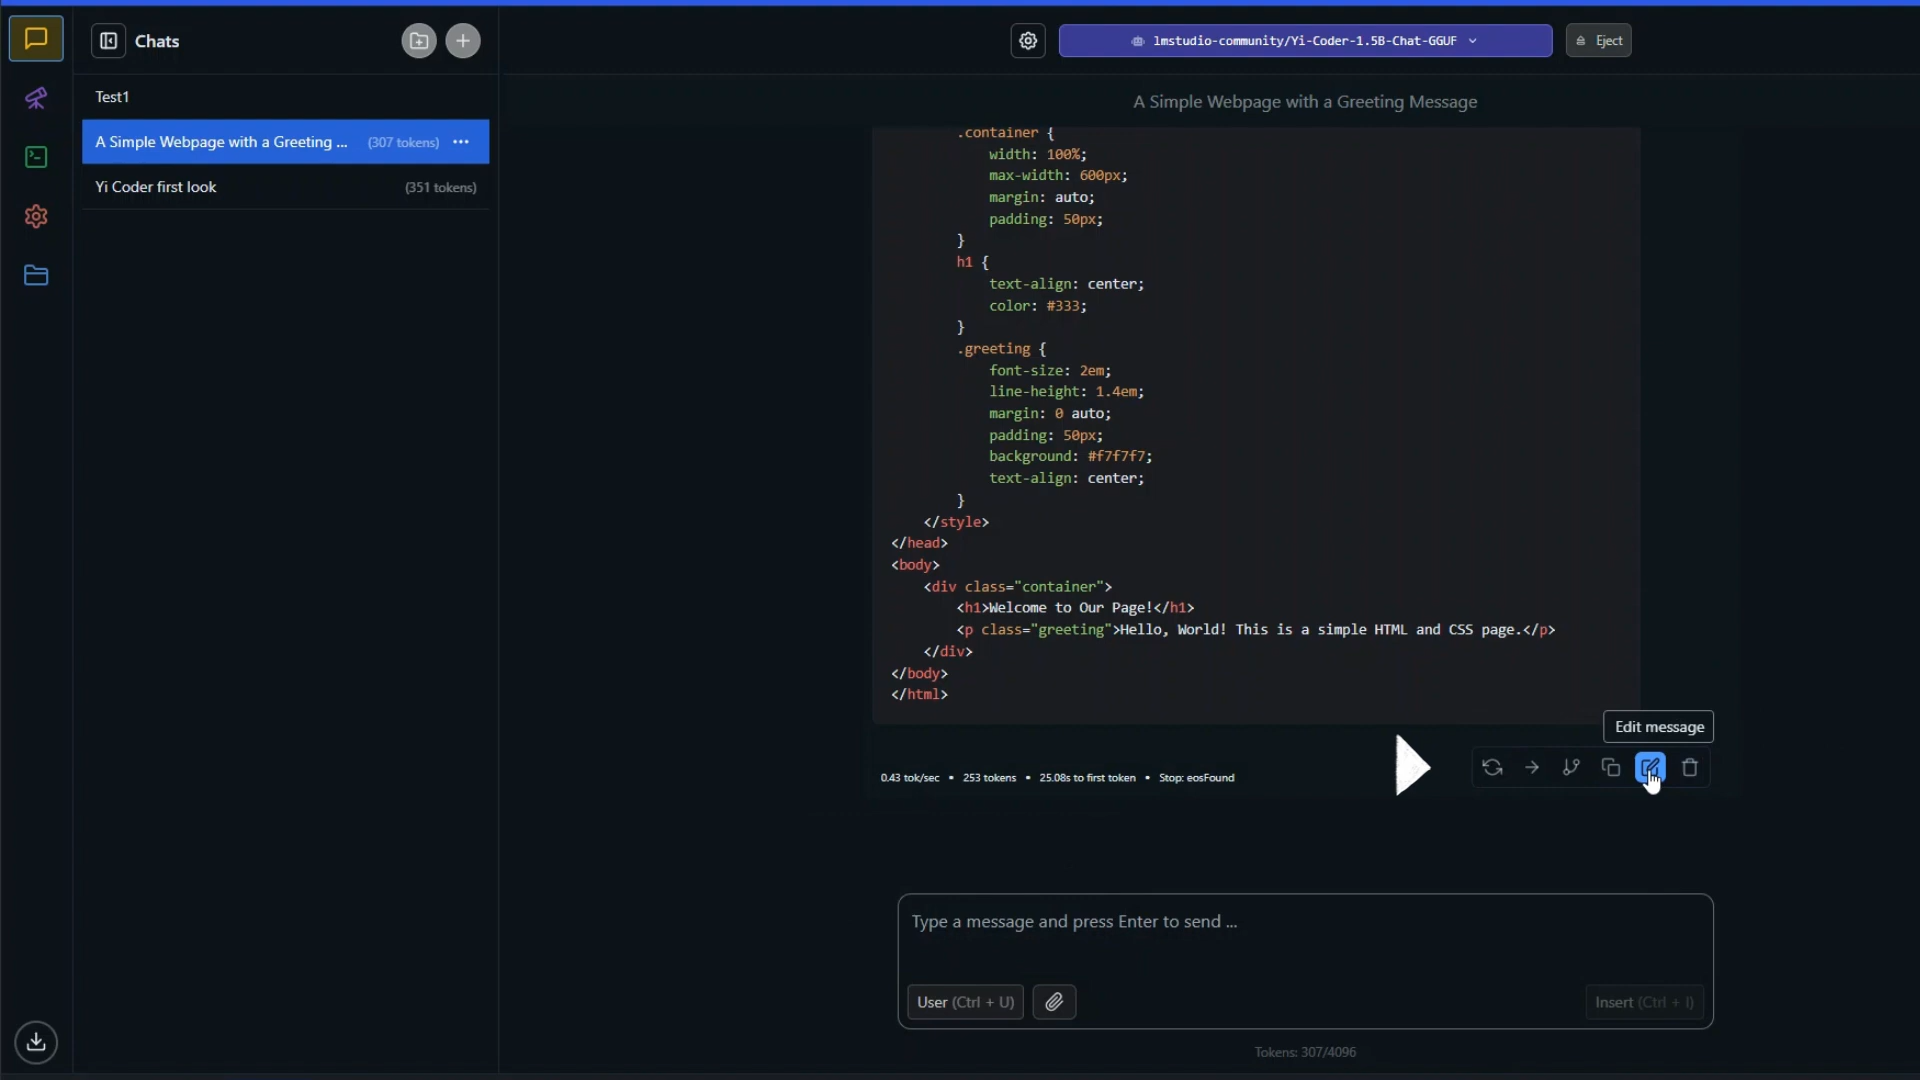 Chats
lmstudio-community/Yi-Coder-1.5B-Chat-GGUF
Eject
Test1
A Simple Webpage with a Greeting ... (307 tokens)
Yi Coder first look (351 tokens)
A Simple Webpage with a Greeting Message
.container {
width: 100%;
max-width: 600px;
margin: auto;
padding: 50px;
}
h1 {
text-align: center;
color: #333;
}
.greeting {
font-size: 2em;
line-height: 1.4em;
margin: 0 auto;
padding: 50px;
background: #f7f7f7;
text-align: center;
}
</style>
</head>
<body>
<div class="container">
<h1>Welcome to Our Page!</h1>
<p class="greeting">Hello, World! This is a simple HTML and CSS page.</p>
</div>
</body>
</html>
Edit message
0.43 tok/sec • 253 tokens • 25.08s to first token • Stop: eosFound
Type a message and press Enter to send ...
User (Ctrl + U)
Insert (Ctrl + I)
Tokens: 307/4096